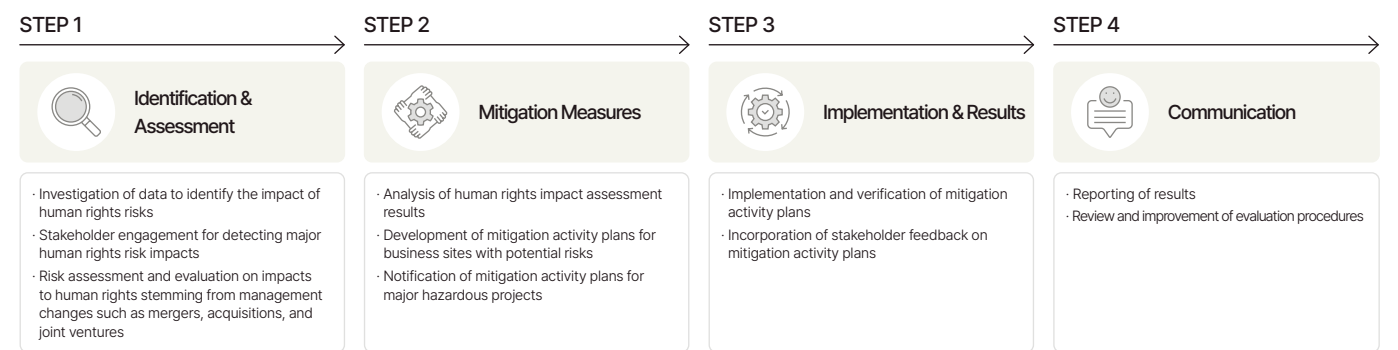 STEP 1
Identification &
Assessment
· Investigation of data to identify the impact of
human rights risks
· Stakeholder engagement for detecting major
human rights risk impacts
· Risk assessment and evaluation on impacts
to human rights stemming from management
changes such as mergers, acquisitions, and
joint ventures
STEP 2
Mitigation Measures
· Analysis of human rights impact assessment
results
· Development of mitigation activity plans for
business sites with potential risks
· Notification of mitigation activity plans for
major hazardous projects
STEP 3
Implementation & Results
· Implementation and verification of mitigation
activity plans
· Incorporation of stakeholder feedback on
mitigation activity plans
STEP 4
Communication
· Reporting of results
· Review and improvement of evaluation procedures